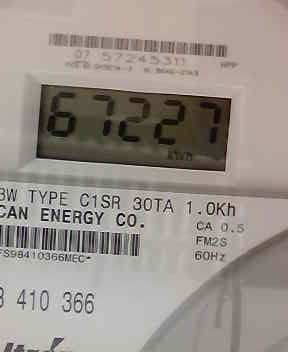 07 57245311
67227
kWh
3W TYPE C1SR 30TA 1.0Kh
CAN ENERGY CO.
CA 0.5
FM2S
FS98410366MEC
60Hz
410 366